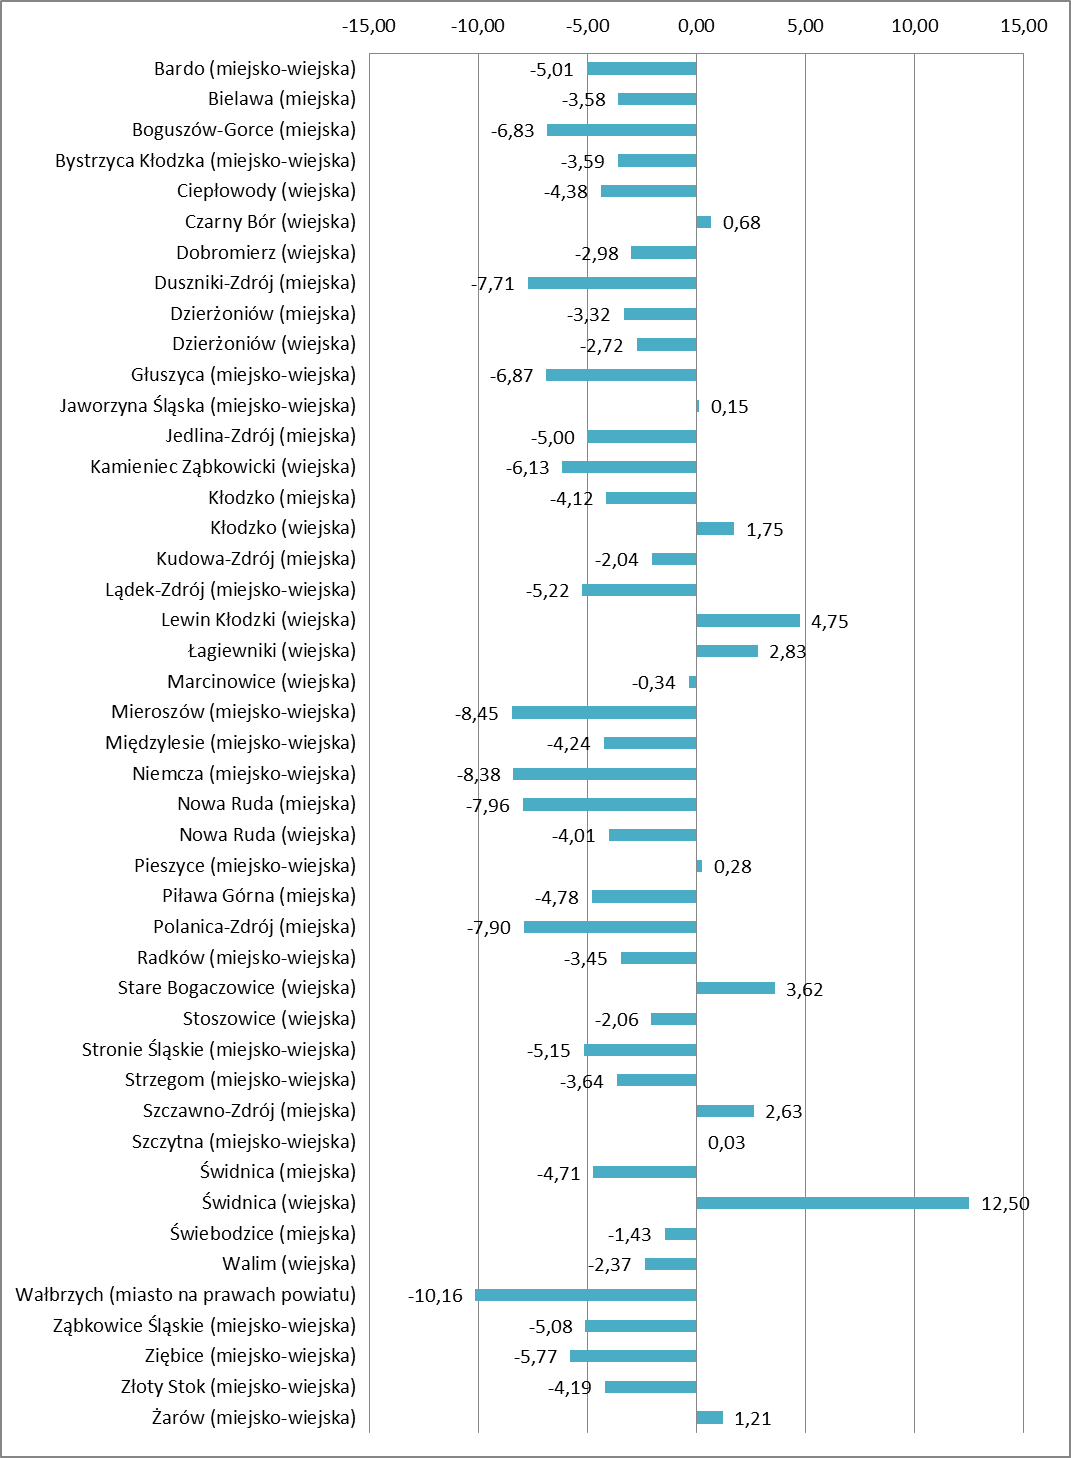 -15,00 -10,00 -5,00 0,00 5,00 10,00 15,00
Bardo (miejsko-wiejska) -5,01
Bielawa (miejska) -3,58
Boguszów-Gorce (miejska) -6,83
Bystrzyca Kłodzka (miejsko-wiejska) -3,59
Ciepłowody (wiejska) -4,38
Czarny Bór (wiejska) 0,68
Dobromierz (wiejska) -2,98
Duszniki-Zdrój (miejska) -7,71
Dzierżoniów (miejska) -3,32
Dzierżoniów (wiejska) -2,72
Głuszyca (miejsko-wiejska) -6,87
Jaworzyna Śląska (miejsko-wiejska) 0,15
Jedlina-Zdrój (miejska) -5,00
Kamieniec Ząbkowicki (wiejska) -6,13
Kłodzko (miejska) -4,12
Kłodzko (wiejska) 1,75
Kudowa-Zdrój (miejska) -2,04
Lądek-Zdrój (miejsko-wiejska) -5,22
Lewin Kłodzki (wiejska) 4,75
Łagiewniki (wiejska) 2,83
Marcinowice (wiejska) -0,34
Mieroszów (miejsko-wiejska) -8,45
Międzylesie (miejsko-wiejska) -4,24
Niemcza (miejsko-wiejska) -8,38
Nowa Ruda (miejska) -7,96
Nowa Ruda (wiejska) -4,01
Pieszyce (miejsko-wiejska) 0,28
Piława Górna (miejska) -4,78
Polanica-Zdrój (miejska) -7,90
Radków (miejsko-wiejska) -3,45
Stare Bogaczowice (wiejska) 3,62
Stoszowice (wiejska) -2,06
Stronie Śląskie (miejsko-wiejska) -5,15
Strzegom (miejsko-wiejska) -3,64
Szczawno-Zdrój (miejska) 2,63
Szczytna (miejsko-wiejska) 0,03
Świdnica (miejska) -4,71
Świdnica (wiejska) 12,50
Świebodzice (miejska) -1,43
Walim (wiejska) -2,37
Wałbrzych (miasto na prawach powiatu) -10,16
Ząbkowice Śląskie (miejsko-wiejska) -5,08
Ziębice (miejsko-wiejska) -5,77
Złoty Stok (miejsko-wiejska) -4,19
Żarów (miejsko-wiejska) 1,21